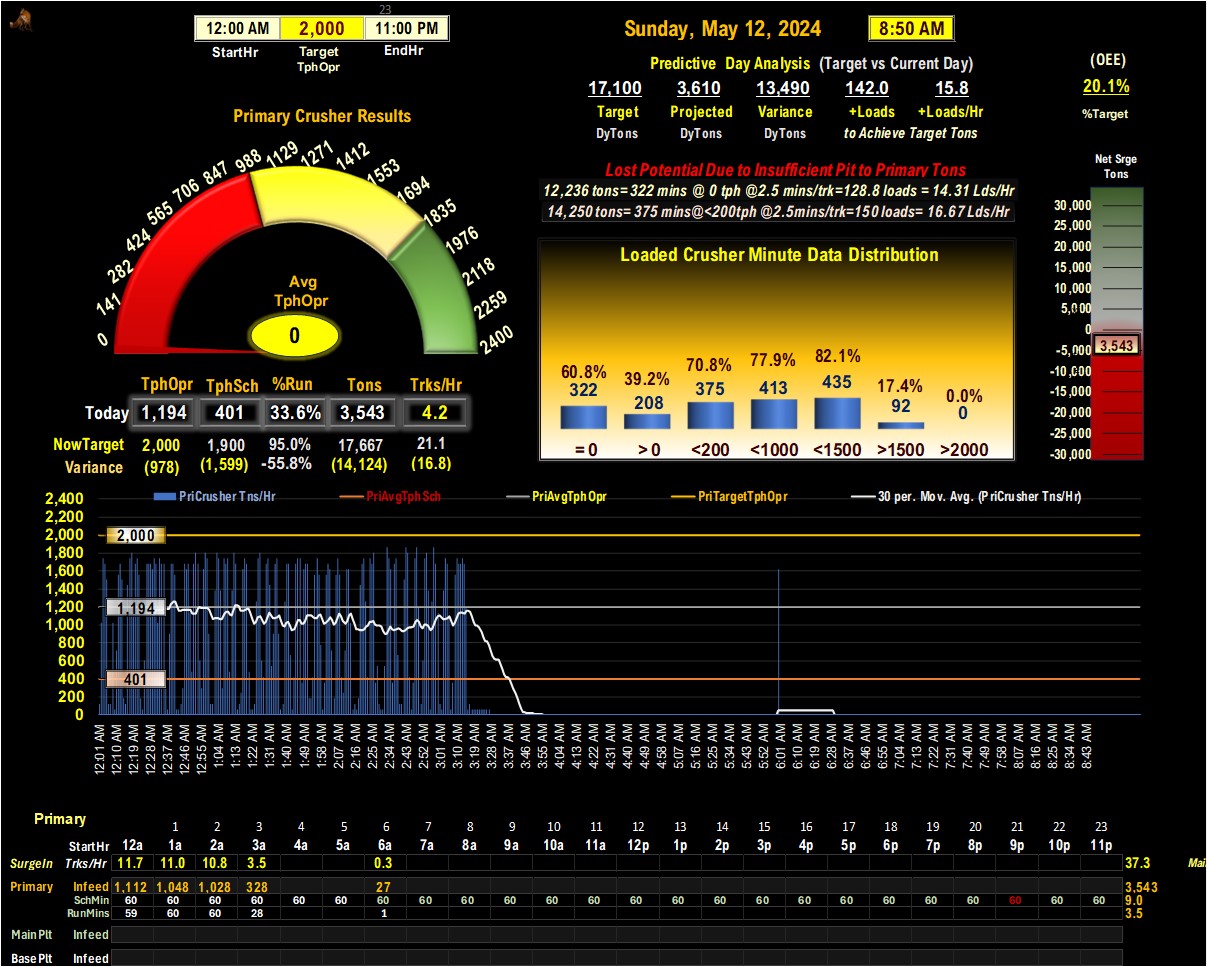 23
12:00 AM 2,000 11:00 PM
StartHr Target TphOpr EndHr
Sunday, May 12, 2024 8:50 AM
Predictive Day Analysis (Target vs Current Day)
17,100 3,610 13,490 142.0 15.8
Target Projected Variance +Loads +Loads/Hr
DyTons DyTons DyTons to Achieve Target Tons
(OEE)
20.1%
%Target
Primary Crusher Results
0 141 282 424 565 706 847 988 1129 1271 1412 1553 1694 1835 1976 2118 2259 2400
Avg
TphOpr
0
Lost Potential Due to Insufficient Pit to Primary Tons
12,236 tons=322 mins @ 0 tph @2.5 mins/trk=128.8 loads = 14.31 Lds/Hr
14,250 tons= 375 mins@<200tph @2.5mins/trk=150 loads= 16.67 Lds/Hr
Net Srge
Tons
30,000
25,000
20,000
15,000
10,000
5,000
0
-5,000
-10,000
-15,000
-20,000
-25,000
-30,000
3,543
Loaded Crusher Minute Data Distribution
60.8% 39.2% 70.8% 77.9% 82.1% 17.4% 0.0%
322 208 375 413 435 92 0
=0 >0 <200 <1000 <1500 >1500 >2000
TphOpr TphSch %Run Tons Trks/Hr
Today 1,194 401 33.6% 3,543 4.2
NowTarget 2,000 1,900 95.0% 17,667 21.1
Variance (978) (1,599) -55.8% (14,124) (16.8)
PriCrusher Tns/Hr PriAvgTphSch PriAvgTphOpr PriTargetTphOpr 30 per. Mov. Avg. (PriCrusher Tns/Hr)
2,400
2,200
2,000
1,800
1,600
1,400
1,200
1,000
800
600
400
200
0
2,000
1,194
401
12:01 AM 12:10 AM 12:19 AM 12:28 AM 12:37 AM 12:46 AM 12:55 AM 1:04 AM 1:13 AM 1:22 AM 1:31 AM 1:40 AM 1:49 AM 1:58 AM 2:07 AM 2:16 AM 2:25 AM 2:34 AM 2:43 AM 2:52 AM 3:01 AM 3:10 AM 3:19 AM 3:28 AM 3:37 AM 3:46 AM 3:55 AM 4:04 AM 4:13 AM 4:22 AM 4:31 AM 4:40 AM 4:49 AM 4:58 AM 5:07 AM 5:16 AM 5:25 AM 5:34 AM 5:43 AM 5:52 AM 6:01 AM 6:10 AM 6:19 AM 6:28 AM 6:37 AM 6:46 AM 6:55 AM 7:04 AM 7:13 AM 7:22 AM 7:31 AM 7:40 AM 7:49 AM 7:58 AM 8:07 AM 8:16 AM 8:25 AM 8:34 AM 8:43 AM
Primary
1 2 3 4 5 6 7 8 9 10 11 12 13 14 15 16 17 18 19 20 21 22 23
StartHr 12a 1a 2a 3a 4a 5a 6a 7a 8a 9a 10a 11a 12p 1p 2p 3p 4p 5p 6p 7p 8p 9p 10p 11p
SurgeIn Trks/Hr 11.7 11.0 10.8 3.5 0.3 37.3
Primary Infeed 1,112 1,048 1,028 328 27 3,543
SchMin 60 60 60 60 60 60 60 60 60 60 60 60 60 60 60 60 60 60 60 60 60 60 60 60 9.0
RunMins 59 60 60 28 1 3.5
MainPlt Infeed
BasePlt Infeed